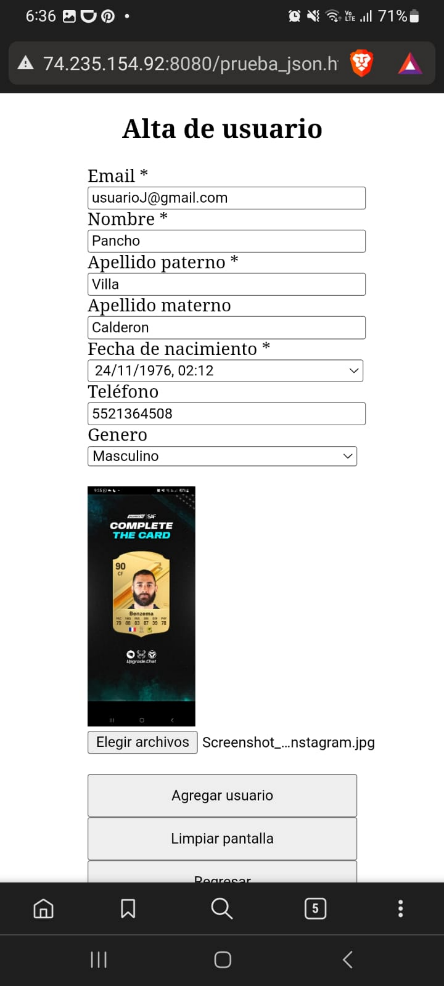 6:36
71%
74.235.154.92:8080/prueba_json.h
Alta de usuario
Email *
usuarioJ@gmail.com
Nombre *
Pancho
Apellido paterno *
Villa
Apellido materno
Calderon
Fecha de nacimiento *
24/11/1976, 02:12
Teléfono
5521364508
Genero
Masculino
COMPLETE
THE CARD
90
CF
Benzema
Elegir archivos Screenshot_...nstagram.jpg
Agregar usuario
Limpiar pantalla
Regresar
5